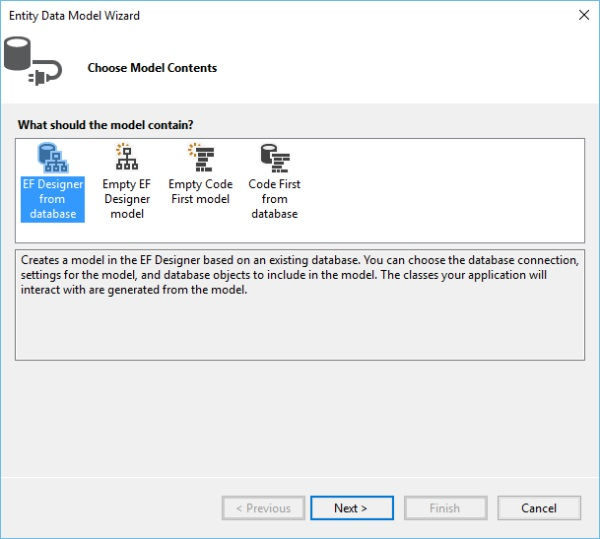 Entity Data Model Wizard
Choose Model Contents
What should the model contain?
EF Designer
from
database
Empty EF
Designer
model
Empty Code
First model
Code First
from
database
Creates a model in the EF Designer based on an existing database. You can choose the database connection,
settings for the model, and database objects to include in the model. The classes your application will
interact with are generated from the model.
< Previous
Next >
Finish
Cancel